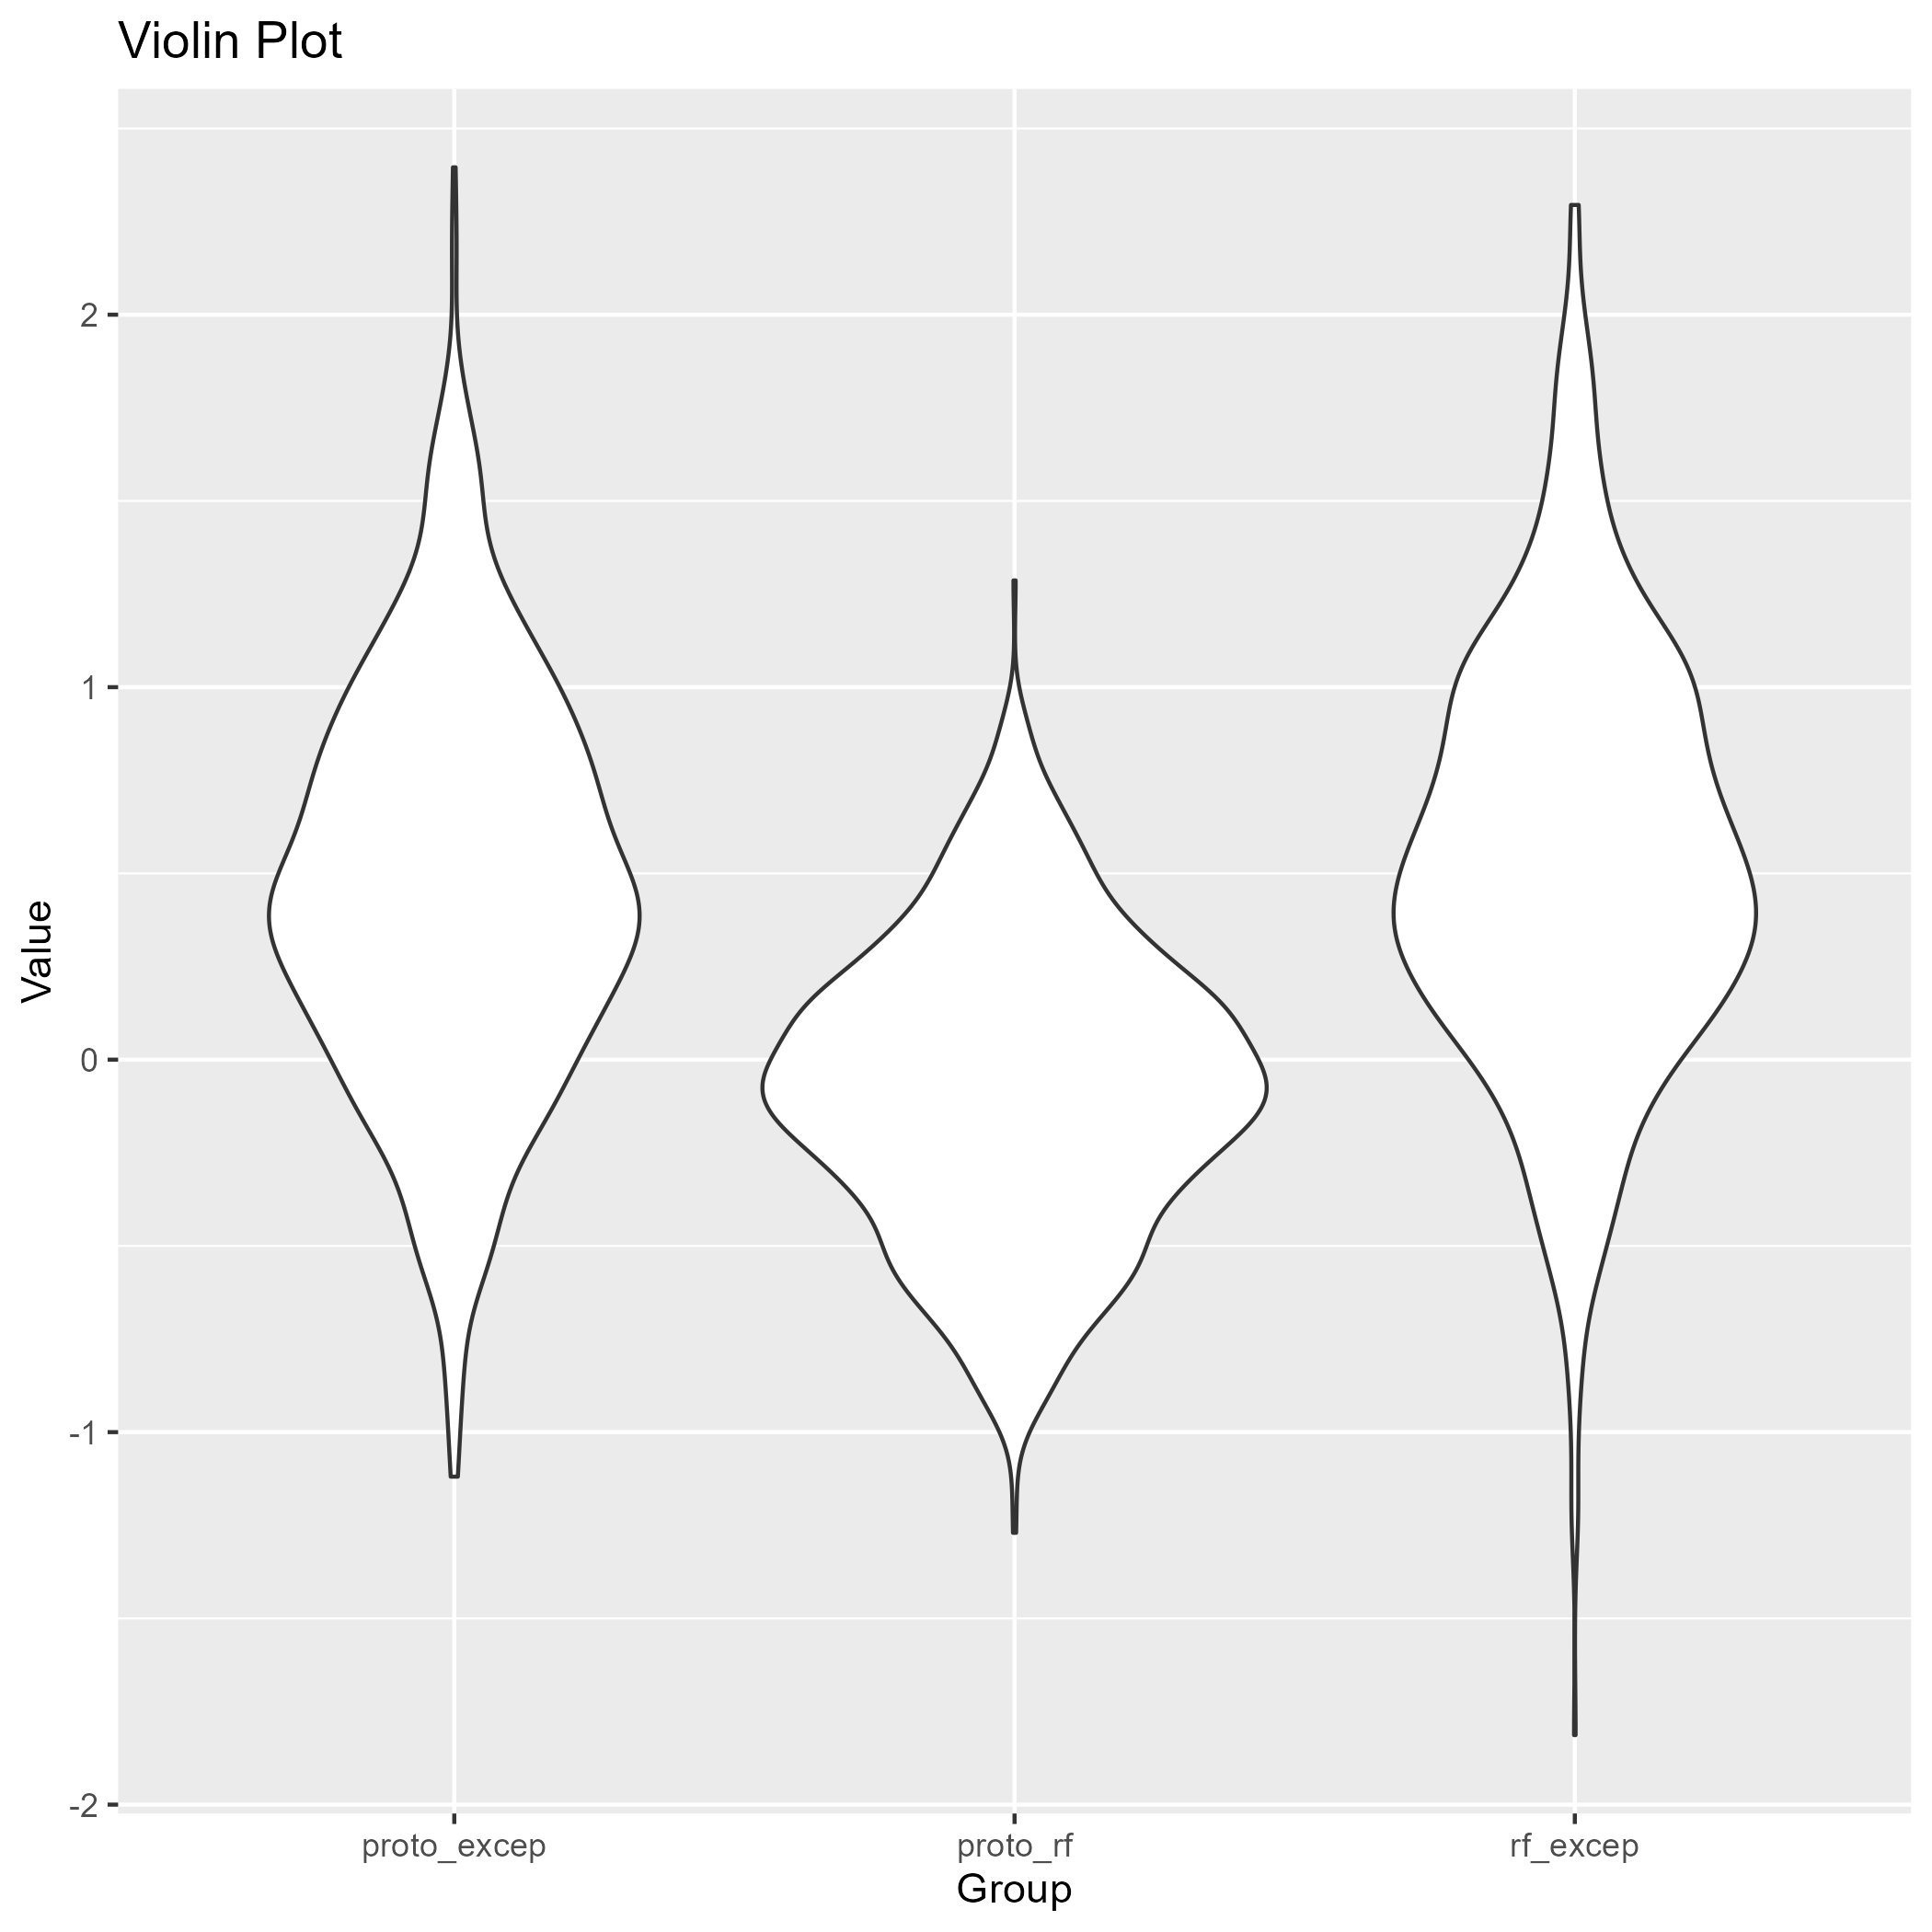 Violin Plot
Value
2
1
0
-1
-2
proto_excep
proto_rf
rf_excep
Group